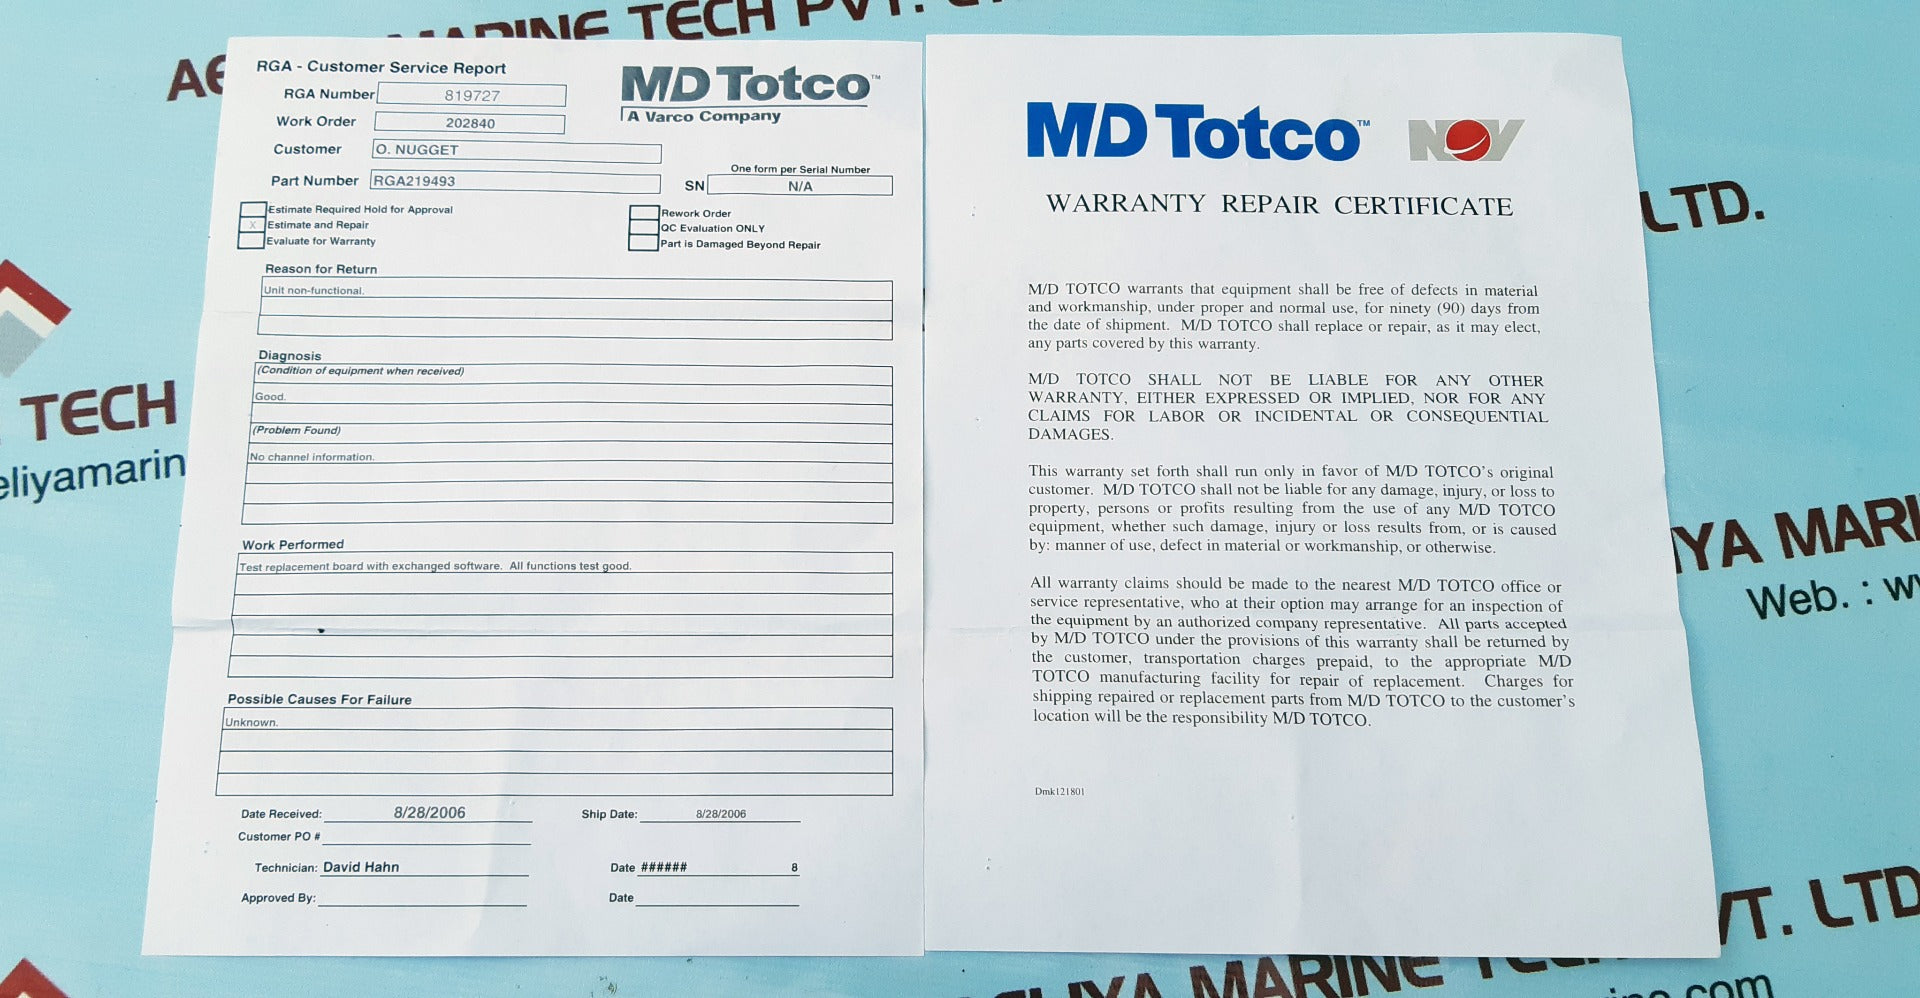 MARINE TECH PVT.
RGA - Customer Service Report
MD Totco™
A Varco Company
RGA Number 819727
Work Order 202840
Customer O. NUGGET
Part Number RGA219493
One form per Serial Number
SN N/A
Estimate Required Hold for Approval
X Estimate and Repair
Evaluate for Warranty
Rework Order
QC Evaluation ONLY
Part is Damaged Beyond Repair
Reason for Return
Unit non-functional.
Diagnosis
(Condition of equipment when received)
Good.
(Problem Found)
No channel information.
Work Performed
Test replacement board with exchanged software. All functions test good.
Possible Causes For Failure
Unknown.
Date Received: 8/28/2006 Ship Date: 8/28/2006
Customer PO #
Technician: David Hahn Date ###### 8
Approved By: Date
MD Totco™ NOV
WARRANTY REPAIR CERTIFICATE
M/D TOTCO warrants that equipment shall be free of defects in material
and workmanship, under proper and normal use, for ninety (90) days from
the date of shipment. M/D TOTCO shall replace or repair, as it may elect,
any parts covered by this warranty.
M/D TOTCO SHALL NOT BE LIABLE FOR ANY OTHER
WARRANTY, EITHER EXPRESSED OR IMPLIED, NOR FOR ANY
CLAIMS FOR LABOR OR INCIDENTAL OR CONSEQUENTIAL
DAMAGES.
This warranty set forth shall run only in favor of M/D TOTCO's original
customer. M/D TOTCO shall not be liable for any damage, injury, or loss to
property, persons or profits resulting from the use of any M/D TOTCO
equipment, whether such damage, injury or loss results from, or is caused
by: manner of use, defect in material or workmanship, or otherwise.
All warranty claims should be made to the nearest M/D TOTCO office or
service representative, who at their option may arrange for an inspection of
the equipment by an authorized company representative. All parts accepted
by M/D TOTCO under the provisions of this warranty shall be returned by
the customer, transportation charges prepaid, to the appropriate M/D
TOTCO manufacturing facility for repair of replacement. Charges for
shipping repaired or replacement parts from M/D TOTCO to the customer's
location will be the responsibility M/D TOTCO.
Dmk121801
LTD.
TECH
eliyamarin
YA MARI
Web. : w
VT. LTD
MARINE TECH
ine.com